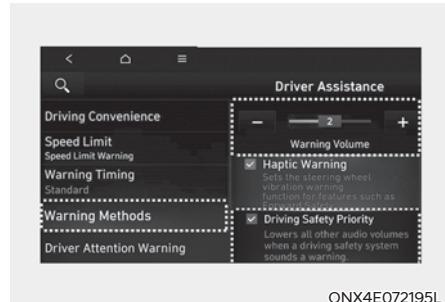 Driver Assistance
Driving Convenience
Speed Limit
Speed Limit Warning
Warning Timing
Standard
Warning Methods
Driver Attention Warning
2
Warning Volume
Haptic Warning
Sets the steering wheel
vibration warning
function for features such as
Driving Safety Priority
Lowers all other audio volumes
when a driving safety system
sounds a warning.
ONX4E072195L